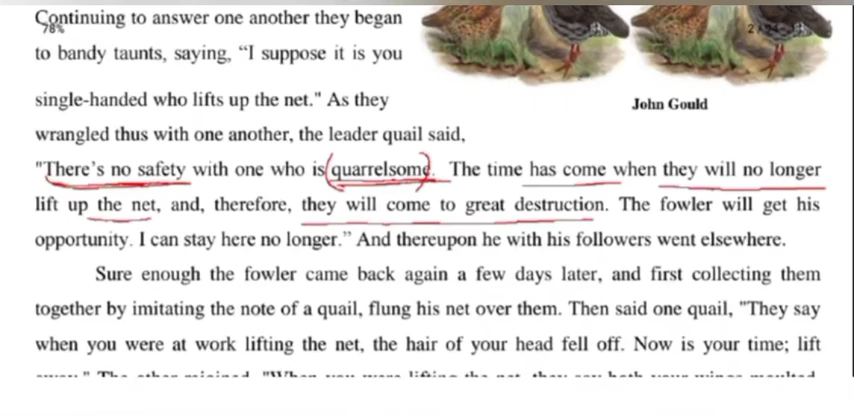 Continuing to answer one another they began
78%
to bandy taunts, saying, “I suppose it is you
single-handed who lifts up the net." As they
John Gould
wrangled thus with one another, the leader quail said,
"There’s no safety with one who is quarrelsome. The time has come when they will no longer
lift up the net, and, therefore, they will come to great destruction. The fowler will get his
opportunity. I can stay here no longer.” And thereupon he with his followers went elsewhere.
Sure enough the fowler came back again a few days later, and first collecting them
together by imitating the note of a quail, flung his net over them. Then said one quail, "They say
when you were at work lifting the net, the hair of your head fell off. Now is your time; lift